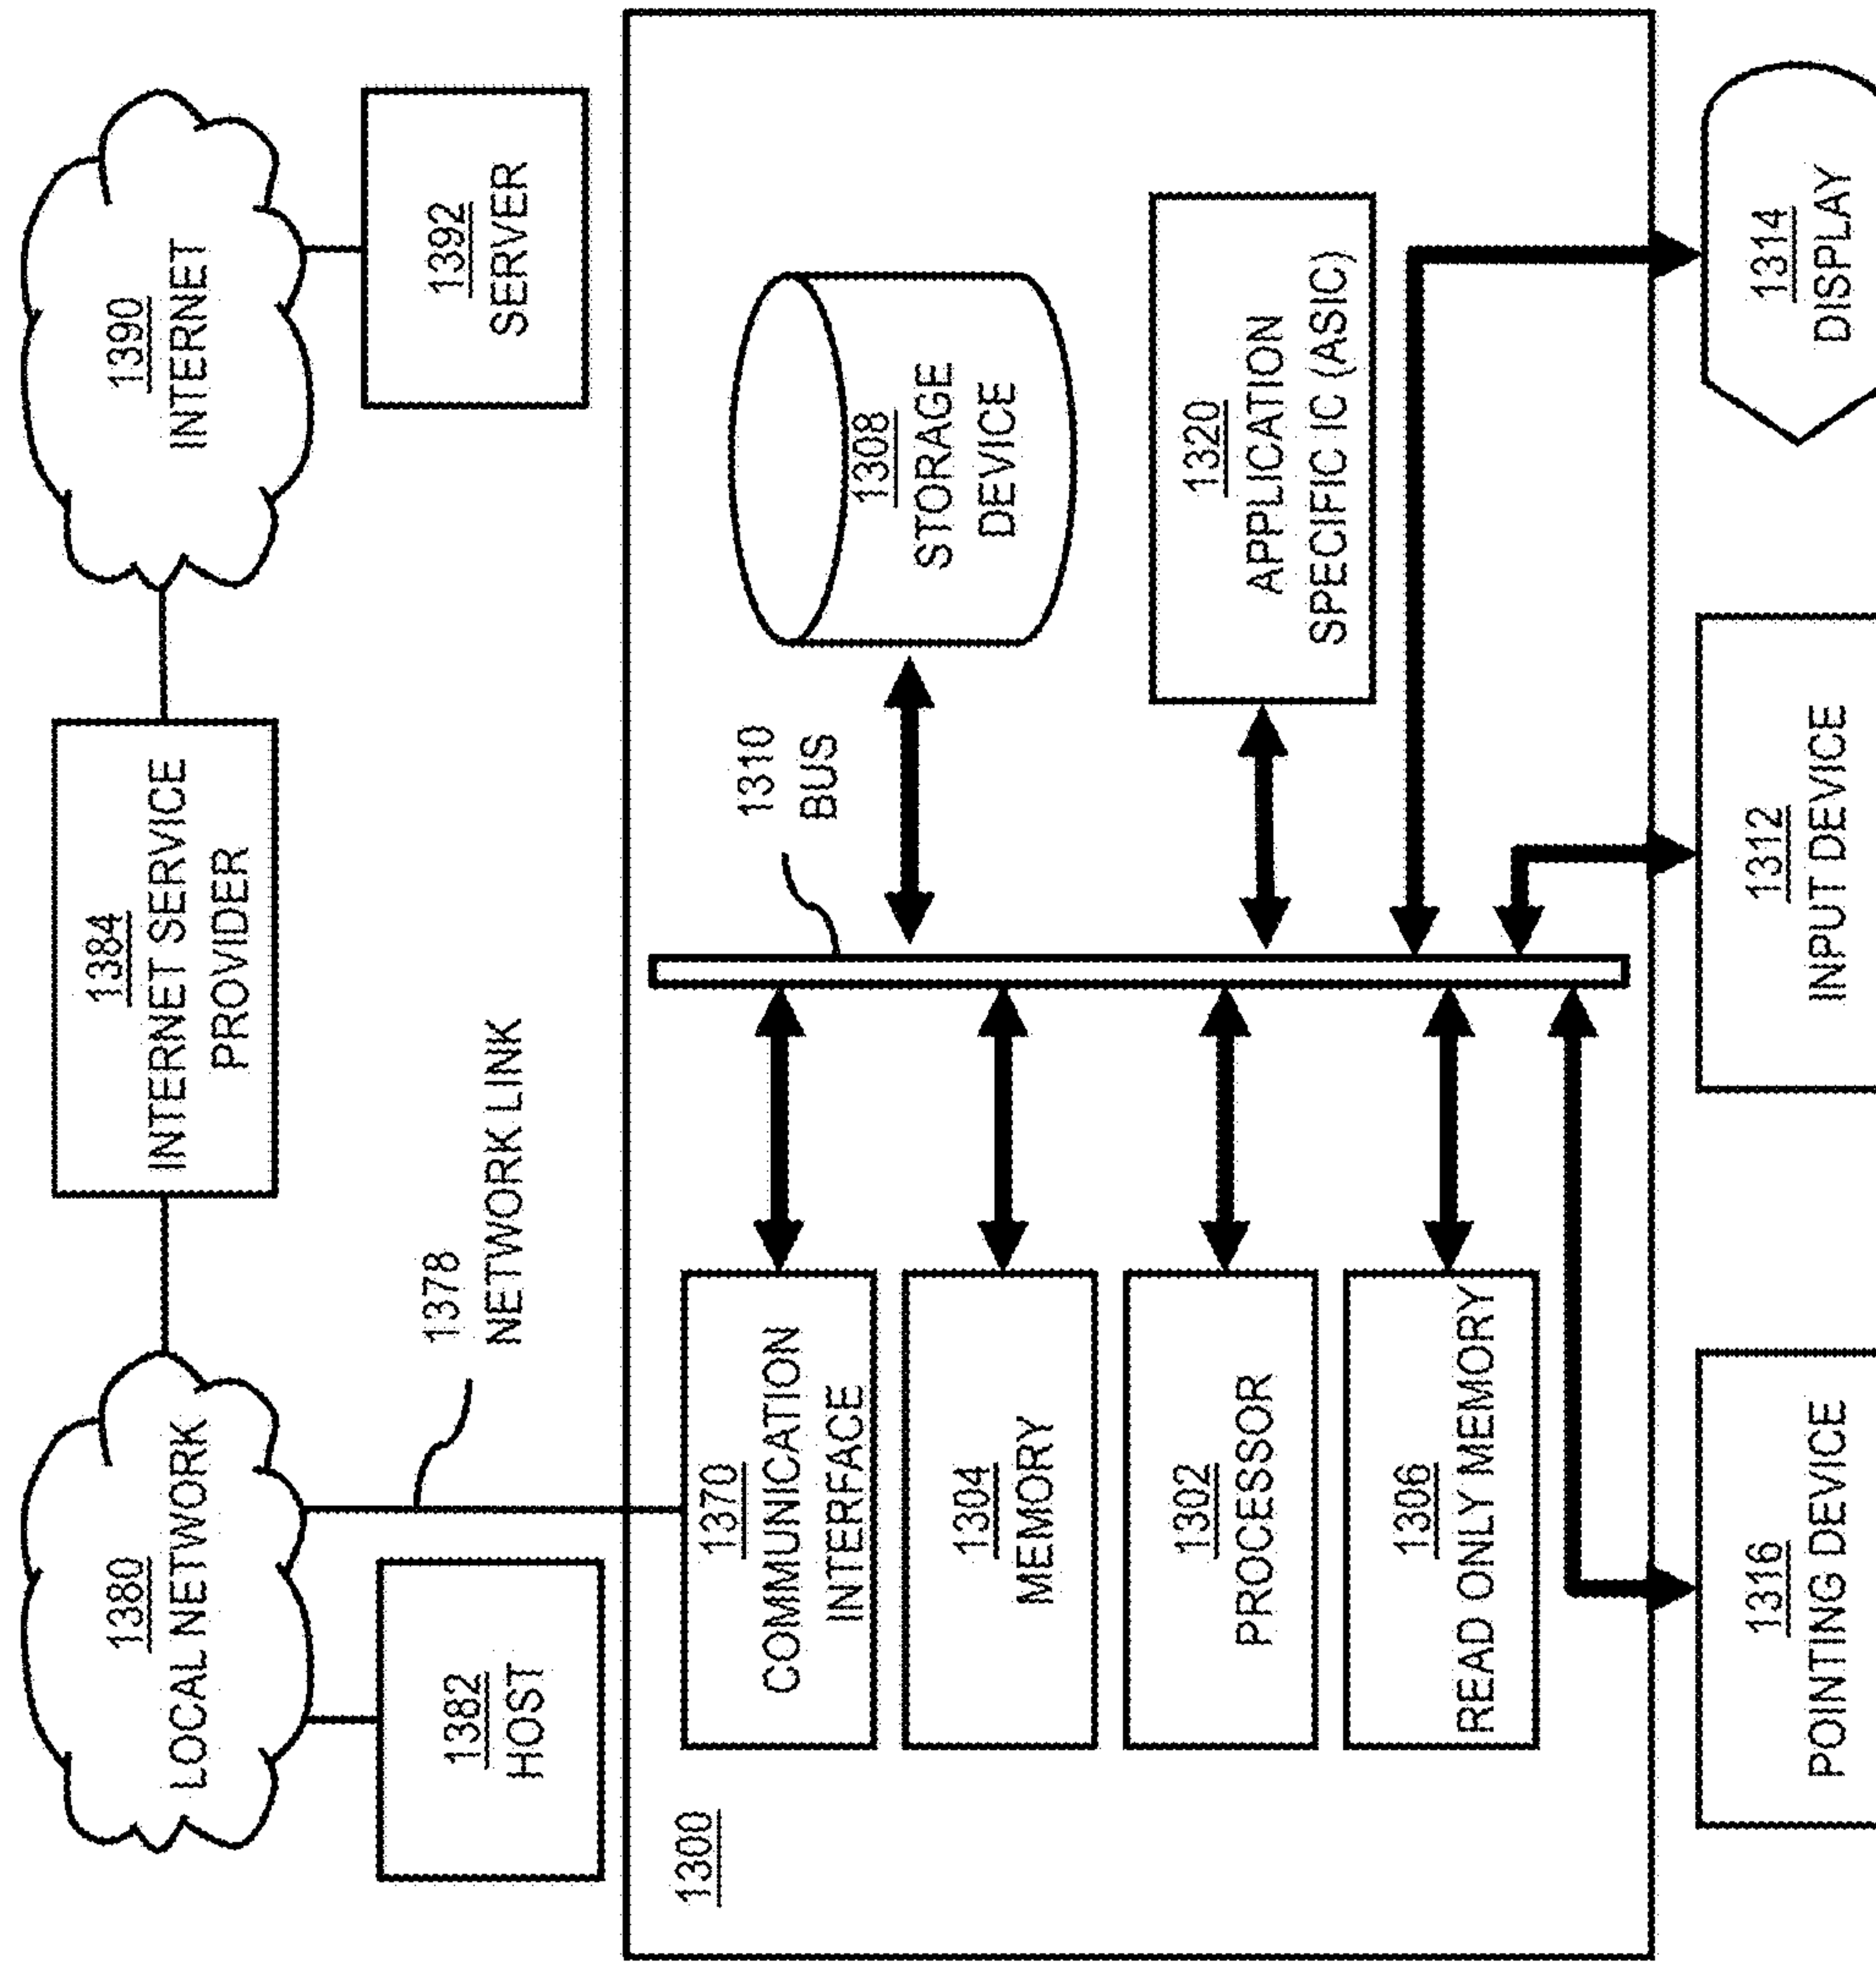 1380
LOCAL NETWORK
1384
INTERNET SERVICE
PROVIDER
1390
INTERNET
1382
HOST
1378
NETWORK LINK
1392
SERVER
1300
1370
COMMUNICATION
INTERFACE
1310
BUS
1308
STORAGE
DEVICE
1304
MEMORY
1302
PROCESSOR
1320
APPLICATION
SPECIFIC IC (ASIC)
1306
READ ONLY MEMORY
1316
POINTING DEVICE
1312
INPUT DEVICE
1314
DISPLAY